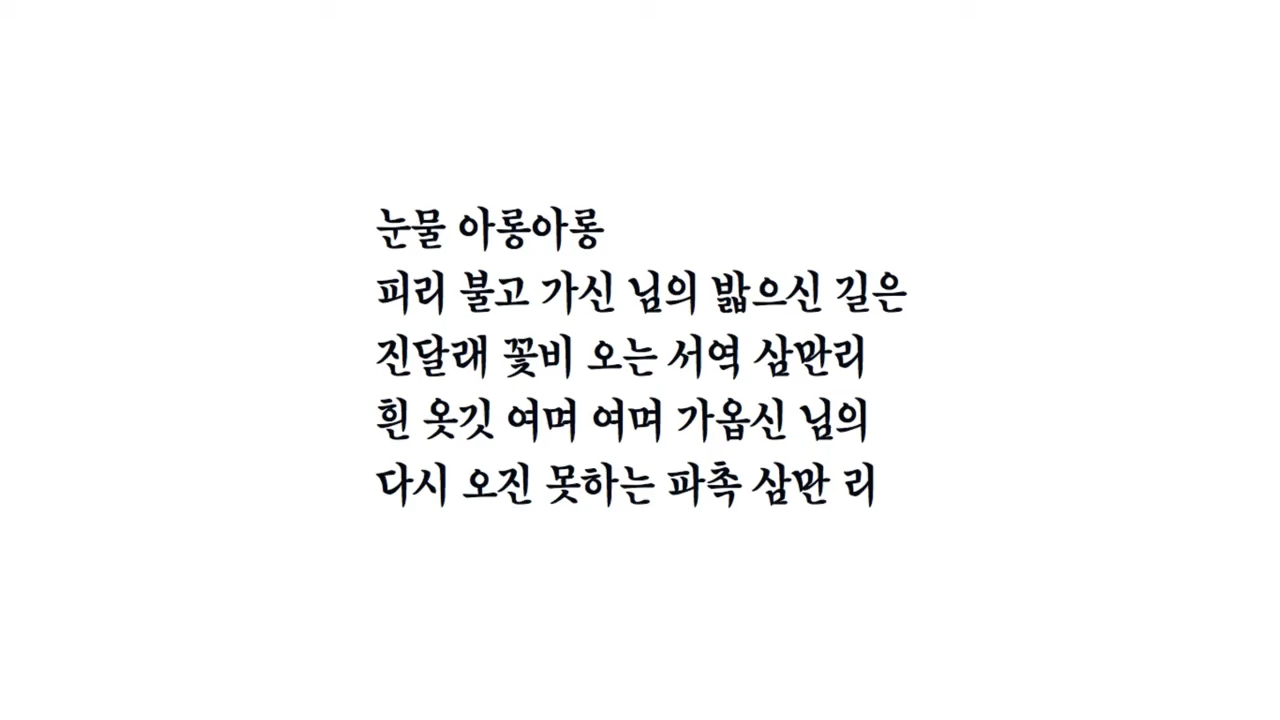 눈물 아롱아롱
피리 불고 가신 님의 밟으신 길은
진달래 꽃비 오는 서역 삼만리
흰 옷깃 여며 여며 가옵신 님의
다시 오진 못하는 파촉 삼만 리